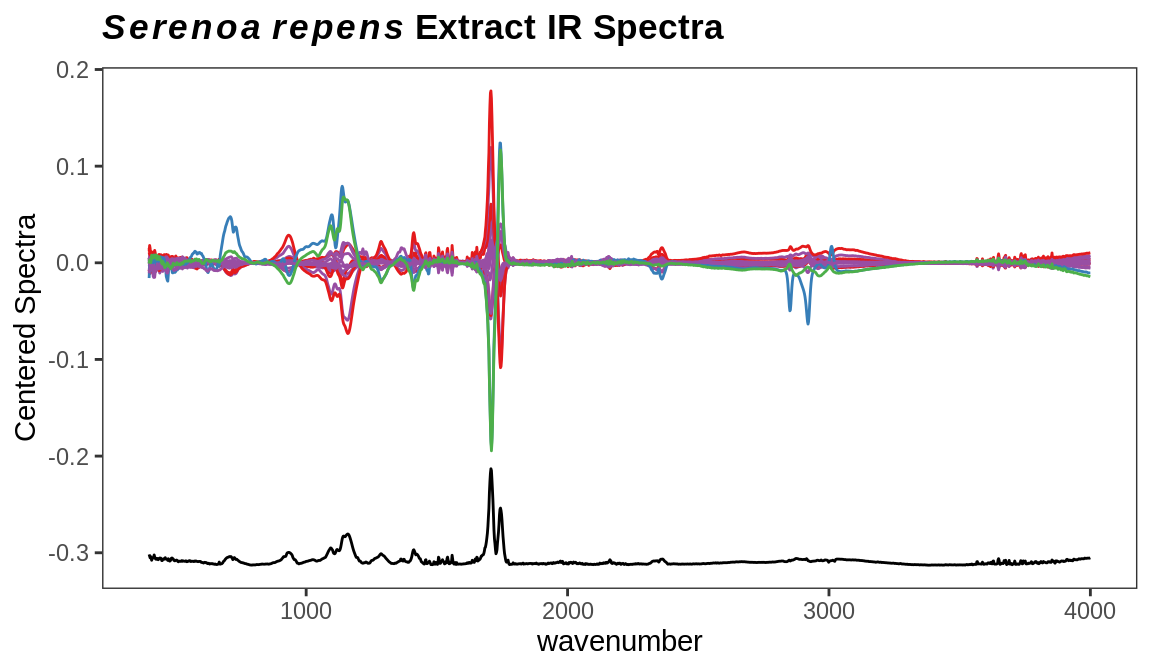 Serenoa repens Extract IR Spectra
0.2
0.1
0.0
-0.1
-0.2
-0.3
Centered Spectra
1000 2000 3000 4000
wavenumber